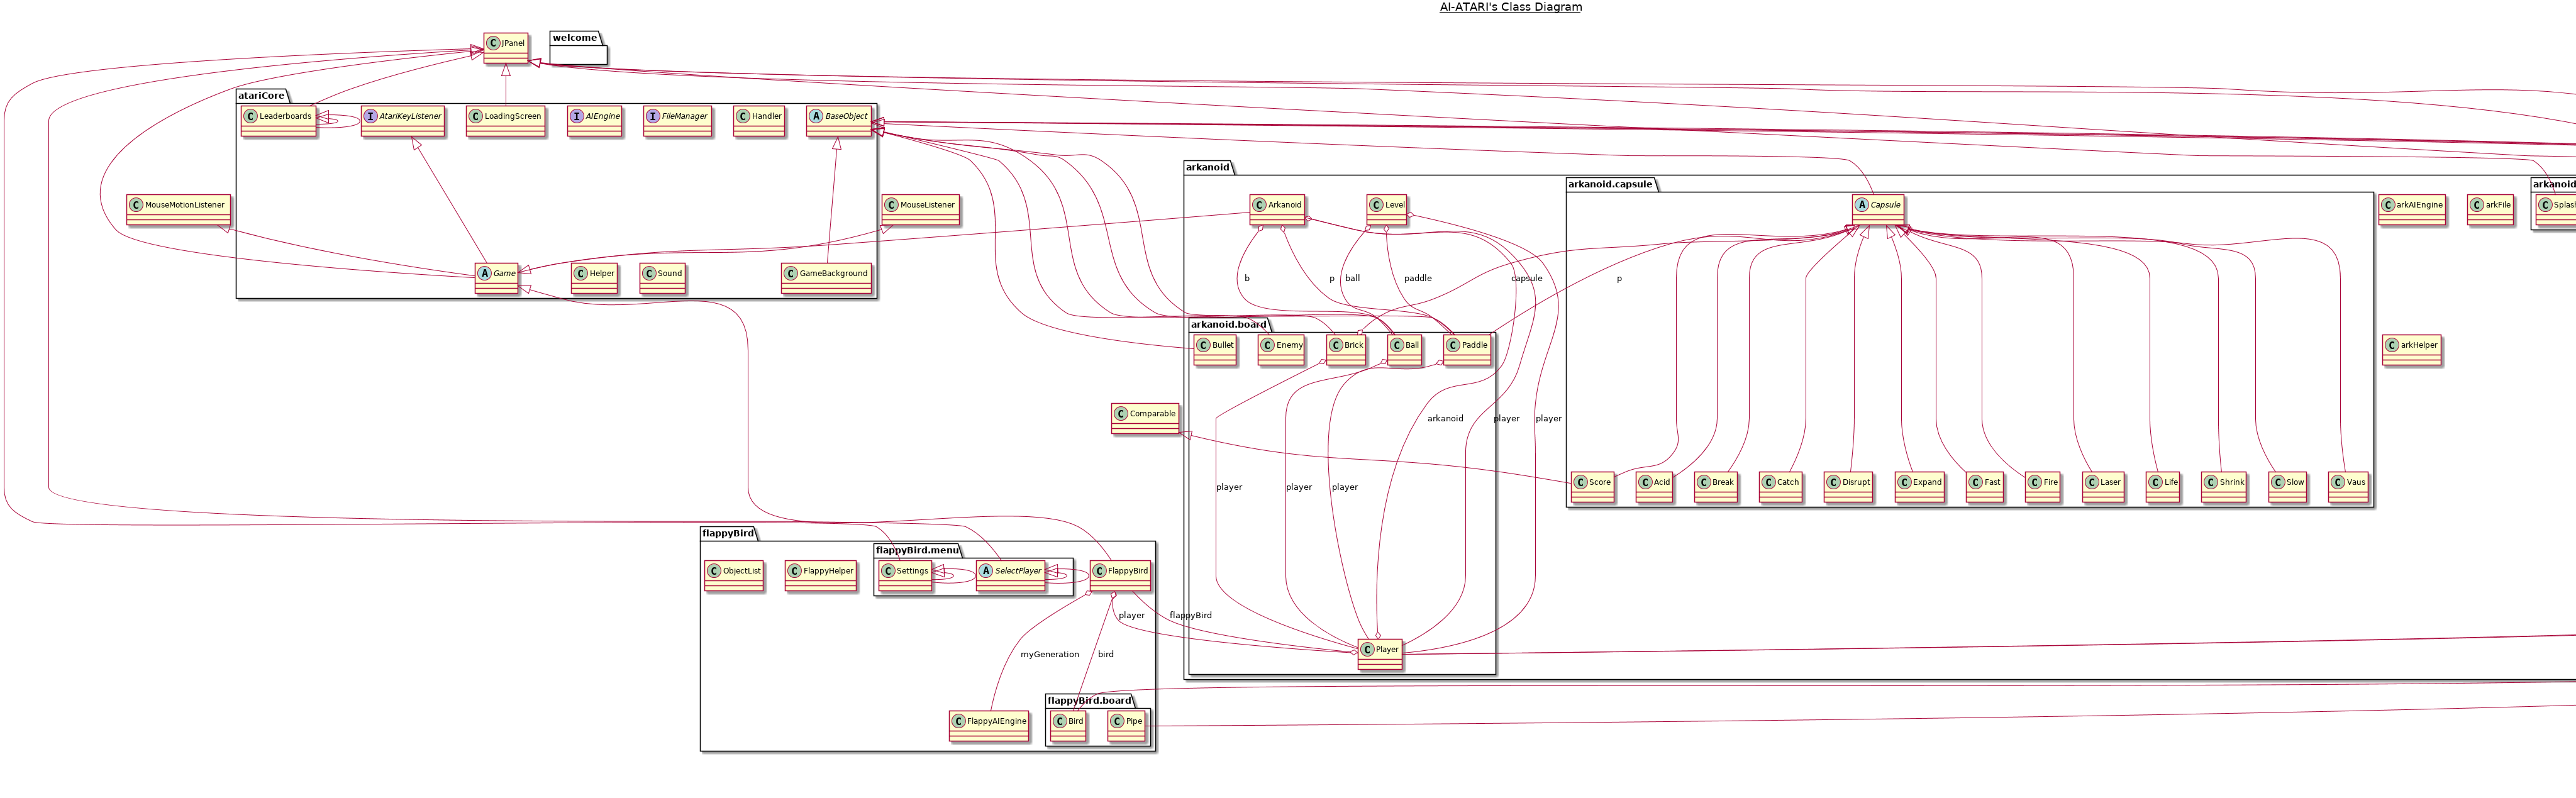 AI-ATARI's Class Diagram
C JPanel
welcome
atariCore
C Leaderboards
I AtariKeyListener
C LoadingScreen
I AIEngine
I FileManager
C Handler
A BaseObject
arkanoid
arkanoid.capsule
arkanoid
C MouseMotionListener
C MouseListener
C Arkanoid
C Level
A Capsule
C arkAIEngine
C arkFile
C Splash
A Game
C Helper
C Sound
C GameBackground
b
p
ball
paddle
capsule
p
arkanoid.board
C Bullet
C Enemy
C Brick
C Ball
C Paddle
C arkHelper
C Comparable
arkanoid
player
player
C Score
C Acid
C Break
C Catch
C Disrupt
C Expand
C Fast
C Fire
C Laser
C Life
C Shrink
C Slow
C Vaus
player
player
player
flappyBird
flappyBird.menu
C ObjectList
C FlappyHelper
C Settings
A SelectPlayer
C FlappyBird
player
flappyBird
myGeneration
bird
C Player
flappyBird.board
C FlappyAIEngine
C Bird
C Pipe